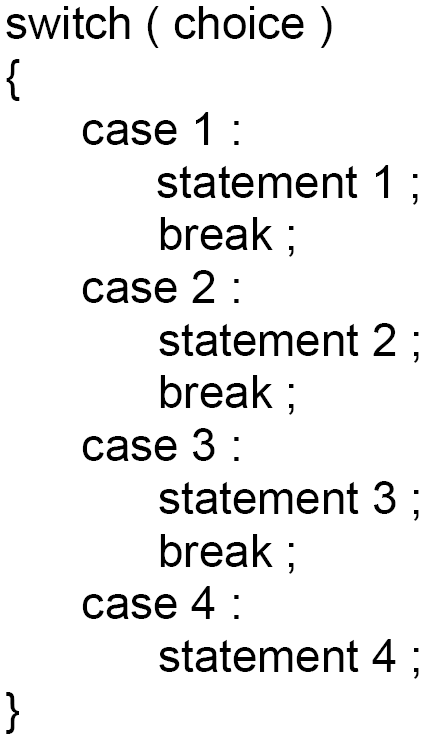 switch ( choice )
{
case 1 :
statement 1 ;
break ;
case 2 :
statement 2 ;
break ;
case 3 :
statement 3 ;
break ;
case 4 :
statement 4 ;
}